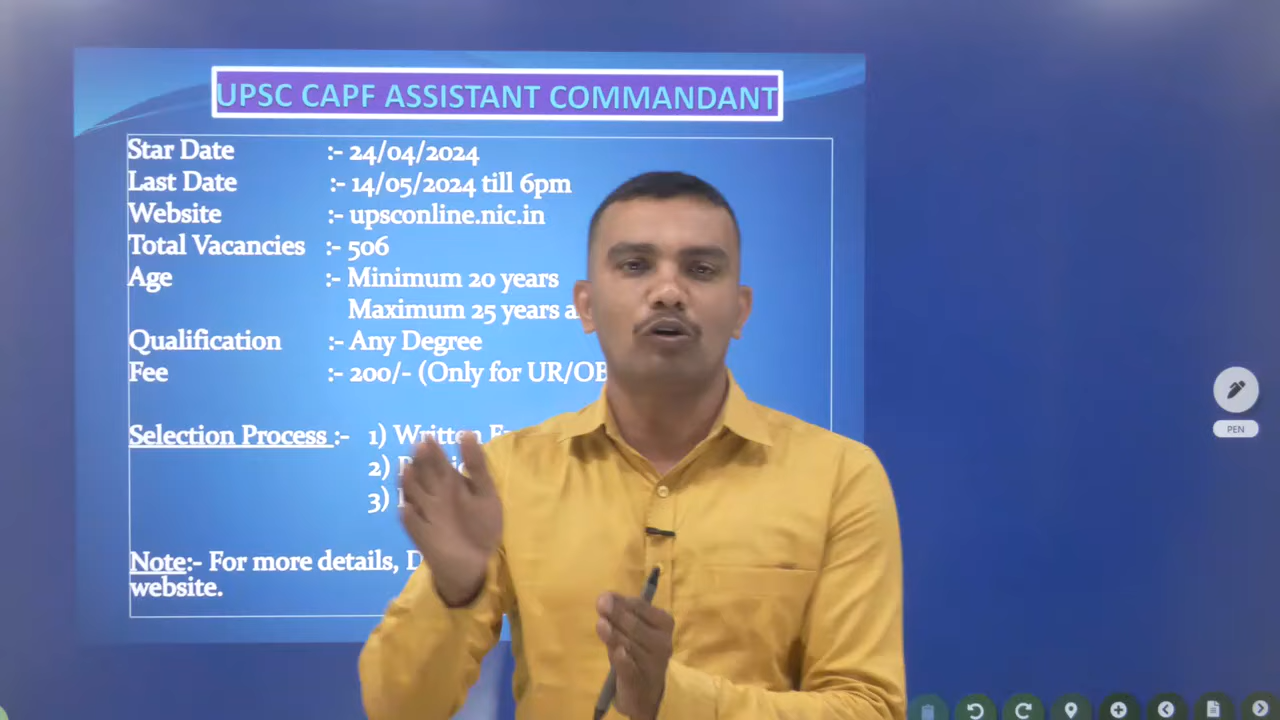 UPSC CAPF ASSISTANT COMMANDANT
Star Date :- 24/04/2024
Last Date :- 14/05/2024 till 6pm
Website :- upsconline.nic.in
Total Vacancies :- 506
Age :- Minimum 20 years
Maximum 25 years
Qualification :- Any Degree
Fee :- 200/- (Only for UR/OB
Selection Process :- 1) Written
2)
3)
Note:- For more details,
website.
PEN